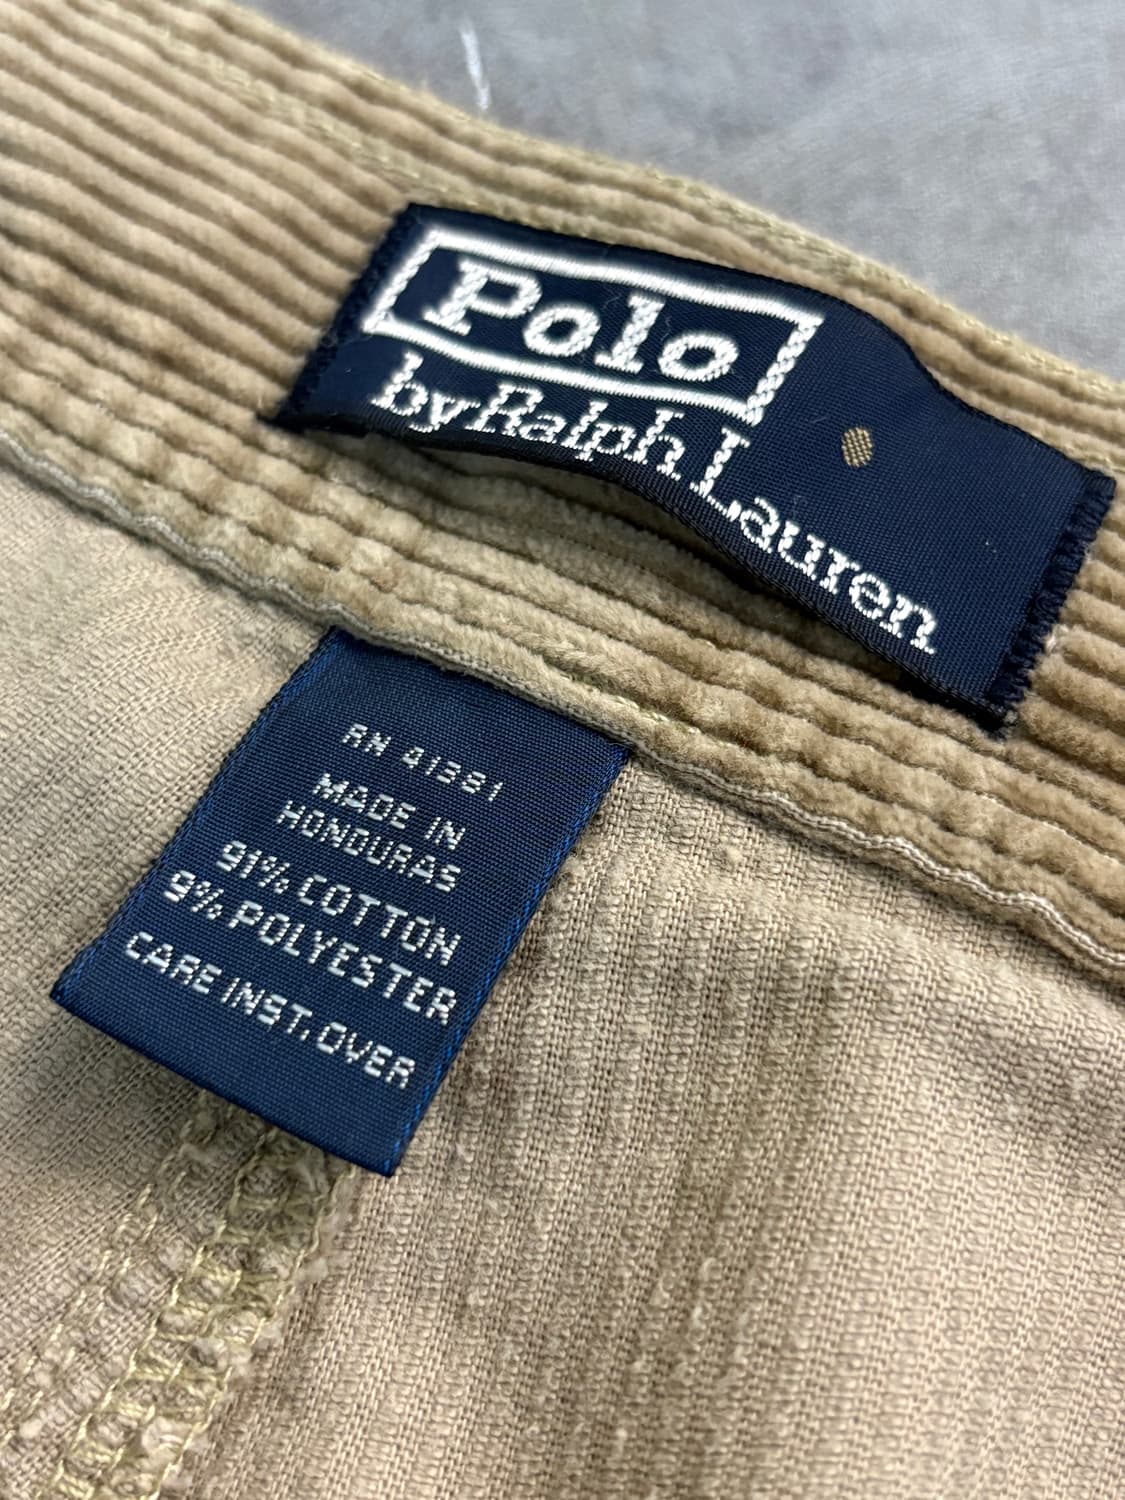 Polo
by Ralph Lauren
RN 41381
MADE IN
HONDURAS
91% COTTON
9% POLYESTER
CARE INST. OVER